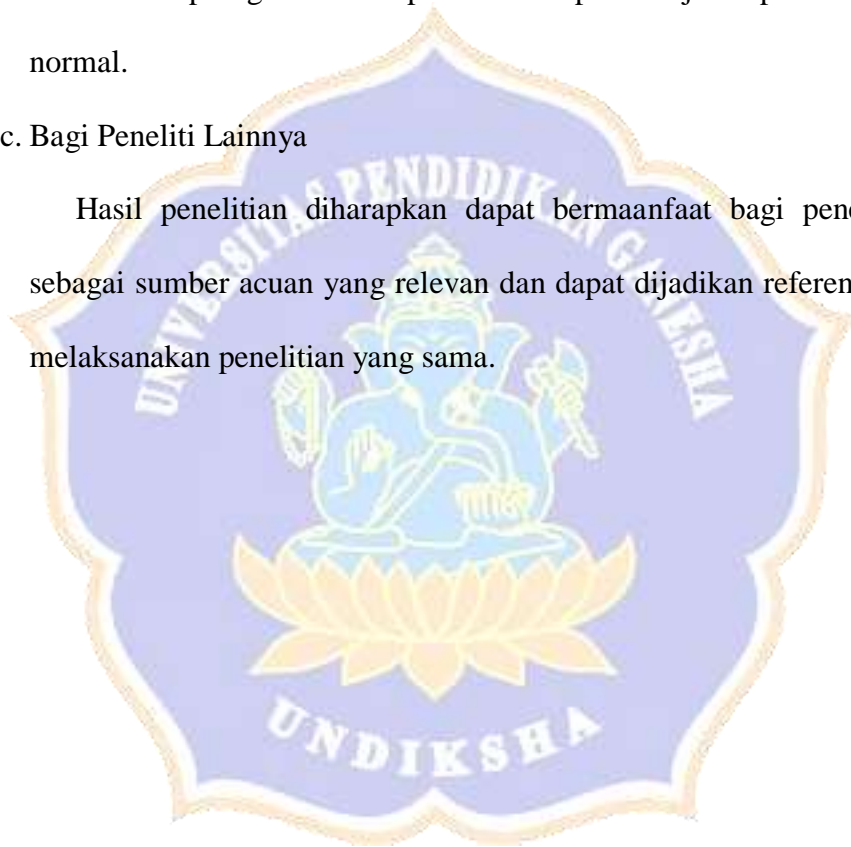 normal.
c. Bagi Peneliti Lainnya
Hasil penelitian diharapkan dapat bermaanfaat bagi
sebagai sumber acuan yang relevan dan dapat dijadikan
melaksanakan penelitian yang sama.
UNIVERSITAS PENDIDIKAN GANESHA
UNDIKSHA